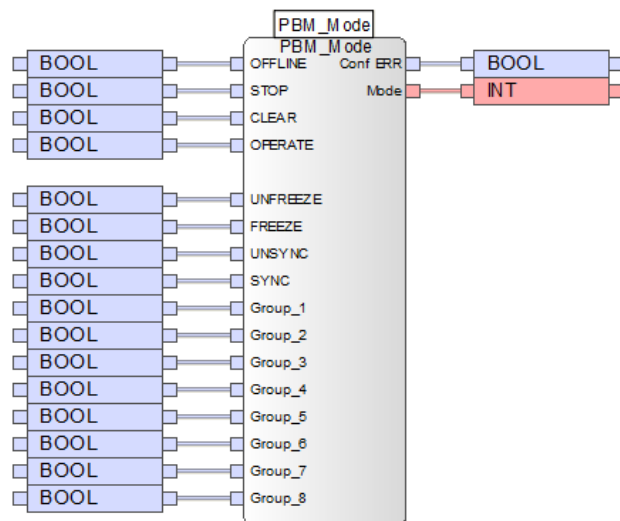 PBM_Mode
PBM_Mode
BOOL OFFLINE Conf ERR BOOL
BOOL STOP Mode INT
BOOL CLEAR
BOOL OPERATE
BOOL UNFREEZE
BOOL FREEZE
BOOL UNSYNC
BOOL SYNC
BOOL Group_1
BOOL Group_2
BOOL Group_3
BOOL Group_4
BOOL Group_5
BOOL Group_6
BOOL Group_7
BOOL Group_8